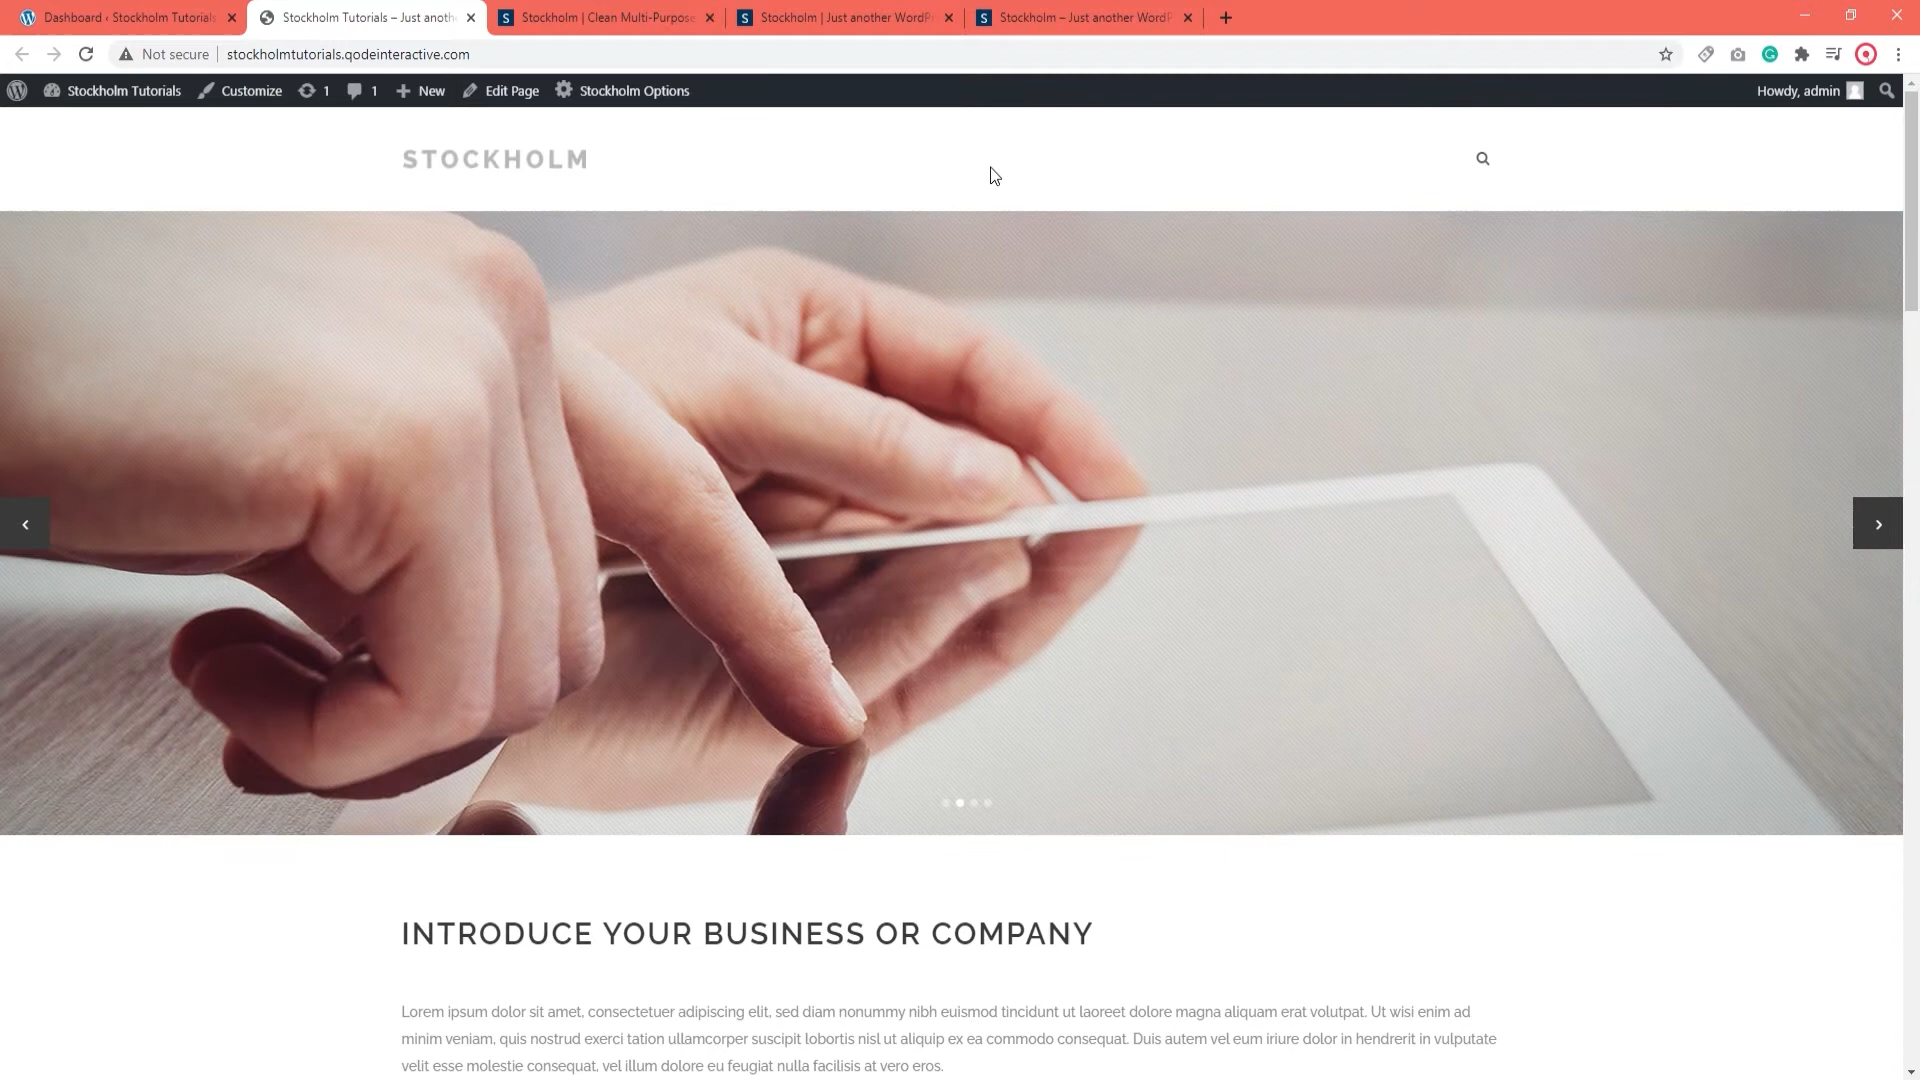 Dashboard ‹ Stockholm Tutorials
Stockholm Tutorials – Just anoth
Stockholm | Clean Multi-Purpose
Stockholm | Just another WordP
Stockholm – Just another WordP
Not secure
stockholmtutorials.qodeinteractive.com
Stockholm Tutorials
Customize
1
1
New
Edit Page
Stockholm Options
Howdy, admin
STOCKHOLM
INTRODUCE YOUR BUSINESS OR COMPANY
Lorem ipsum dolor sit amet, consectetuer adipiscing elit, sed diam nonummy nibh euismod tincidunt ut laoreet dolore magna aliquam erat volutpat. Ut wisi enim ad
minim veniam, quis nostrud exerci tation ullamcorper suscipit lobortis nisl ut aliquip ex ea commodo consequat. Duis autem vel eum iriure dolor in hendrerit in vulputate
velit esse molestie consequat, vel illum dolore eu feugiat nulla facilisis at vero eros.